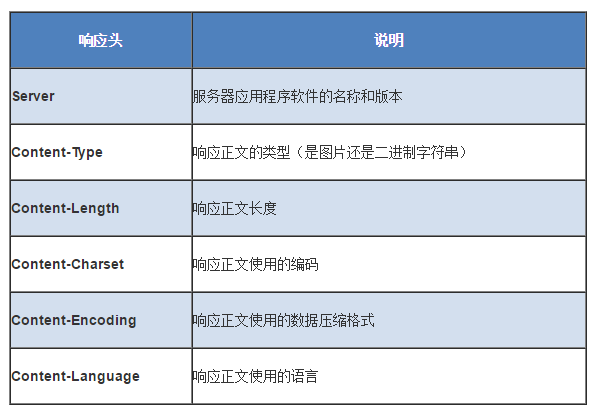 响应头 说明
Server 服务器应用程序软件的名称和版本
Content-Type 响应正文的类型（是图片还是二进制字符串）
Content-Length 响应正文长度
Content-Charset 响应正文使用的编码
Content-Encoding 响应正文使用的数据压缩格式
Content-Language 响应正文使用的语言